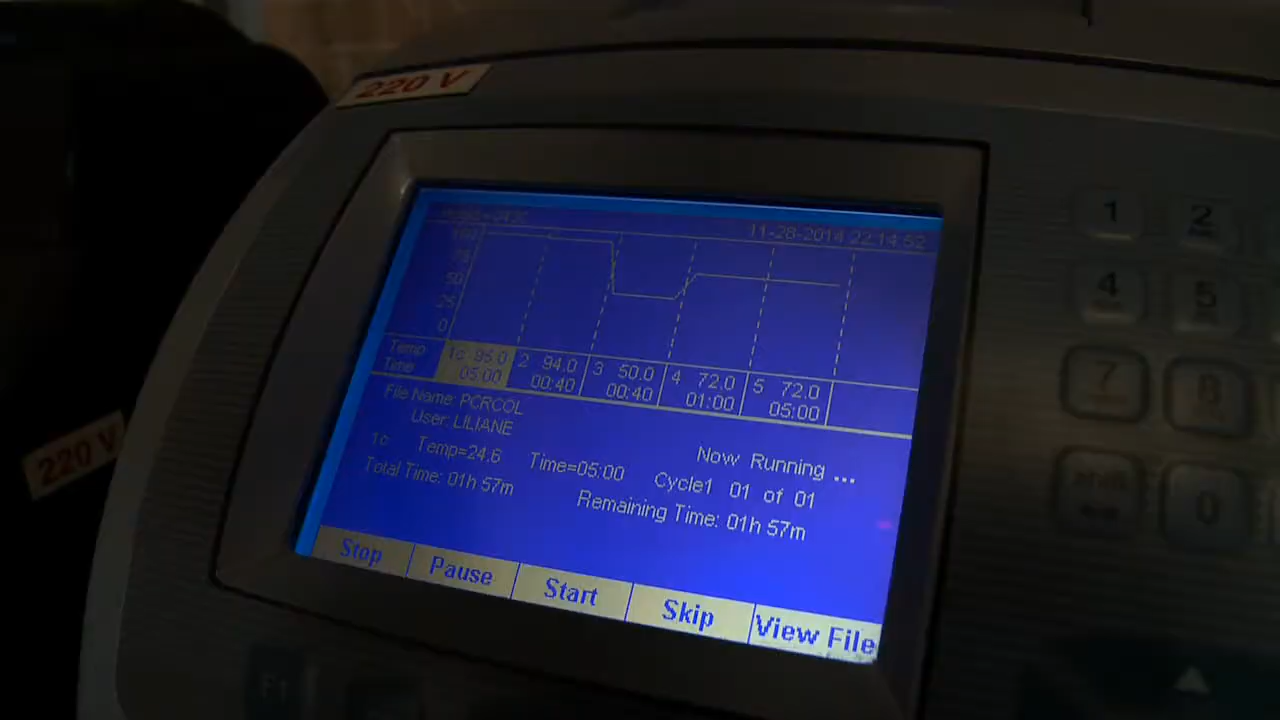 220 V
11-28-2014 22:14:52
100
75
50
25
0
Temp 1c 95.0 2 94.0 3 50.0 4 72.0 5 72.0
Time 05:00 00:40 00:40 01:00 05:00
File Name: PCRCOL
User: LILIANE
Now Running ...
1c Temp=24.6 Time=05:00 Cycle1 01 of 01
Total Time: 01h 57m Remaining Time: 01h 57m
Stop Pause Start Skip View File
220 V
1 2
4 5
7 8
shift 0
F1